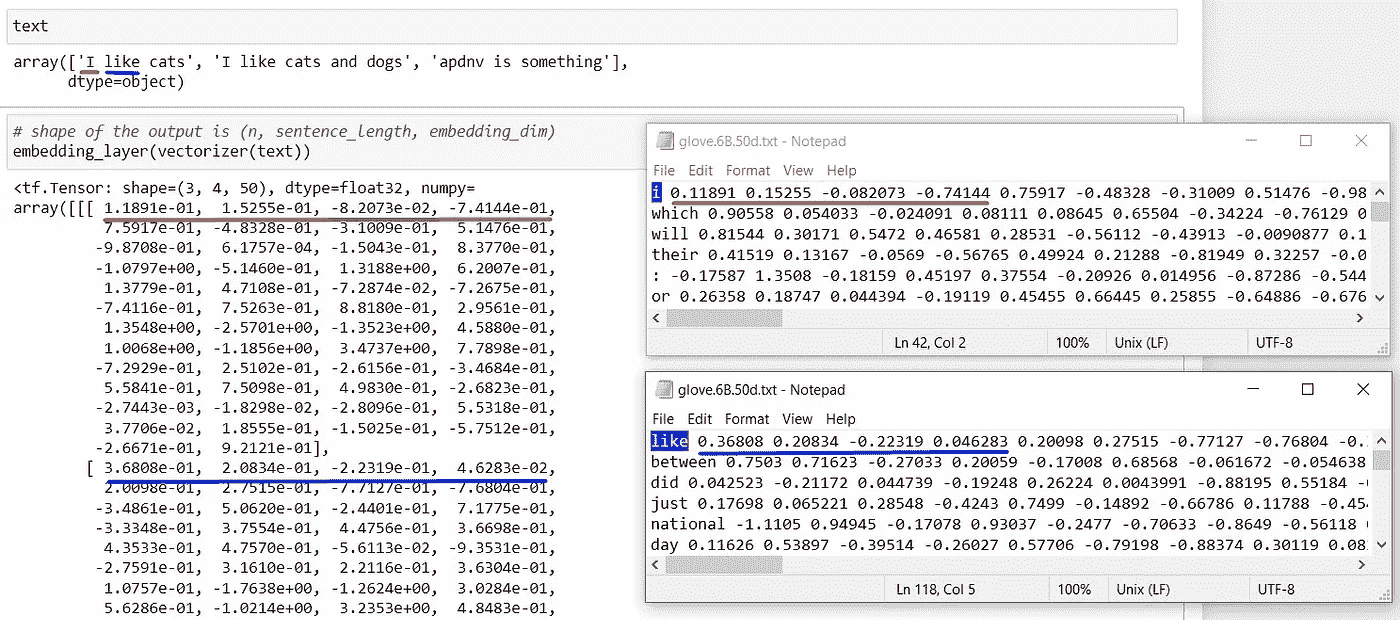 text
array(['I like cats', 'I like cats and dogs', 'apdnv is something'],
dtype=object)
# shape of the output is (n, sentence_length, embedding_dim)
embedding_layer(vectorizer(text))
<tf.Tensor: shape=(3, 4, 50), dtype=float32, numpy=
array([[[ 1.1891e-01, 1.5255e-01, -8.2073e-02, -7.4144e-01,
7.5917e-01, -4.8328e-01, -3.1009e-01, 5.1476e-01,
-9.8708e-01, 6.1757e-04, -1.5043e-01, 8.3770e-01,
-1.0797e+00, -5.1460e-01, 1.3188e+00, 6.2007e-01,
1.3779e-01, 4.7108e-01, -7.2874e-02, -7.2675e-01,
-7.4116e-01, 7.5263e-01, 8.8180e-01, 2.9561e-01,
1.3548e+00, -2.5701e+00, -1.3523e+00, 4.5880e-01,
1.0068e+00, -1.1856e+00, 3.4737e+00, 7.7898e-01,
-7.2929e-01, 2.5102e-01, -2.6156e-01, -3.4684e-01,
5.5841e-01, 7.5098e-01, 4.9830e-01, -2.6823e-01,
-2.7443e-03, -1.8298e-02, -2.8096e-01, 5.5318e-01,
3.7706e-02, 1.8555e-01, -1.5025e-01, -5.7512e-01,
-2.6671e-01, 9.2121e-01],
[ 3.6808e-01, 2.0834e-01, -2.2319e-01, 4.6283e-02,
2.0098e-01, 2.7515e-01, -7.7127e-01, -7.6804e-01,
-3.4861e-01, 5.0620e-01, -2.4401e-01, 7.1775e-01,
-3.3348e-01, 3.7554e-01, 4.4756e-01, 3.6698e-01,
4.3533e-01, 4.7570e-01, -5.6113e-02, -9.3531e-01,
-2.7591e-01, 3.1610e-01, 2.2116e-01, 3.6304e-01,
1.0757e-01, -1.7638e+00, -1.2624e+00, 3.0284e-01,
5.6286e-01, -1.0214e+00, 3.2353e+00, 4.8483e-01,
glove.6B.50d.txt - Notepad
File Edit Format View Help
i 0.11891 0.15255 -0.082073 -0.74144 0.75917 -0.48328 -0.31009 0.51476 -0.98
which 0.90558 0.054033 -0.024091 0.08111 0.08645 0.65504 -0.34224 -0.76129 0
will 0.81544 0.30171 0.5472 0.46581 0.28531 -0.56112 -0.43913 -0.0090877 0.1
their 0.41519 0.13167 -0.0569 -0.56765 0.49924 0.21288 -0.81949 0.32257 -0.0
: -0.17587 1.3508 -0.18159 0.45197 0.37554 -0.20926 0.014956 -0.87286 -0.544
or 0.26358 0.18747 0.044394 -0.19119 0.45455 0.66445 0.25855 -0.64886 -0.676
Ln 42, Col 2 100% Unix (LF) UTF-8
glove.6B.50d.txt - Notepad
File Edit Format View Help
like 0.36808 0.20834 -0.22319 0.046283 0.20098 0.27515 -0.77127 -0.76804 -0.
between 0.7503 0.71623 -0.27033 0.20059 -0.17008 0.68568 -0.061672 -0.054638
did 0.042523 -0.21172 0.044739 -0.19248 0.26224 0.0043991 -0.88195 0.55184 -
just 0.17698 0.065221 0.28548 -0.4243 0.7499 -0.14892 -0.66786 0.11788 -0.45
national -1.1105 0.94945 -0.17078 0.93037 -0.2477 -0.70633 -0.8649 -0.56118
day 0.11626 0.53897 -0.39514 -0.26027 0.57706 -0.79198 -0.88374 0.30119 0.08
Ln 118, Col 5 100% Unix (LF) UTF-8